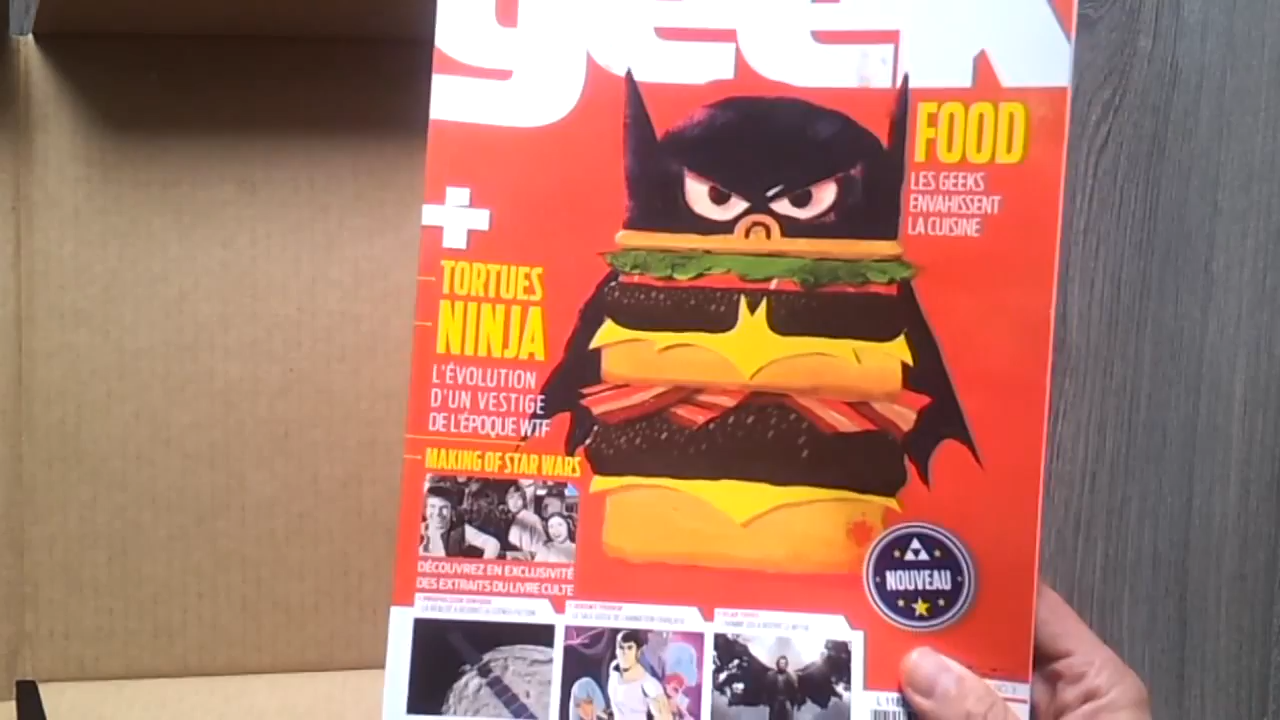 geek
FOOD
LES GEEKS
ENVAHISSENT
LA CUISINE
+
TORTUES
NINJA
L'ÉVOLUTION
D'UN VESTIGE
DE L'ÉPOQUE WTF
MAKING OF STAR WARS
DÉCOUVREZ EN EXCLUSIVITÉ
DES EXTRAITS DU LIVRE CULTE
NOUVEAU